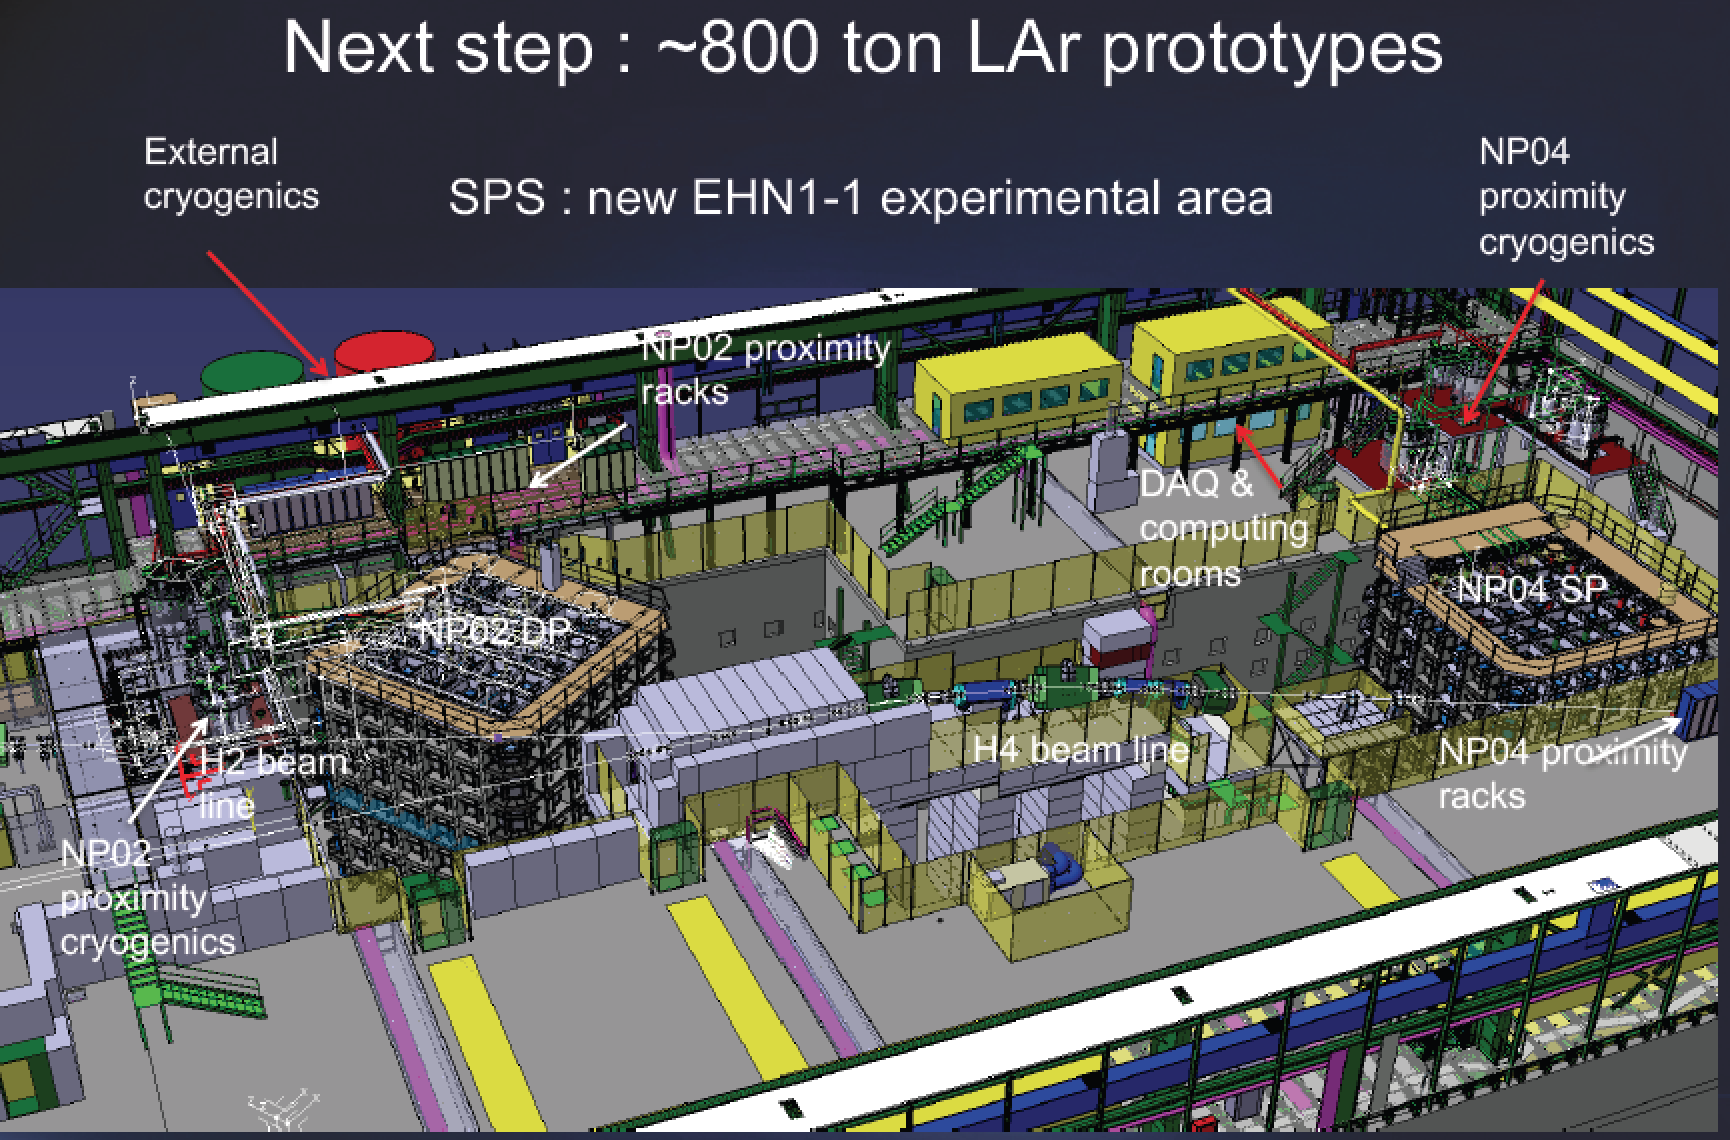 Next step : ~800 ton LAr prototypes
External
cryogenics
SPS : new EHN1-1 experimental area
NP04
proximity
cryogenics
NP02 proximity
racks
DAQ &
computing
rooms
NP04 SP
NP02 DP
H2 beam
line
H4 beam line
NP04 proximity
racks
NP02
proximity
cryogenics